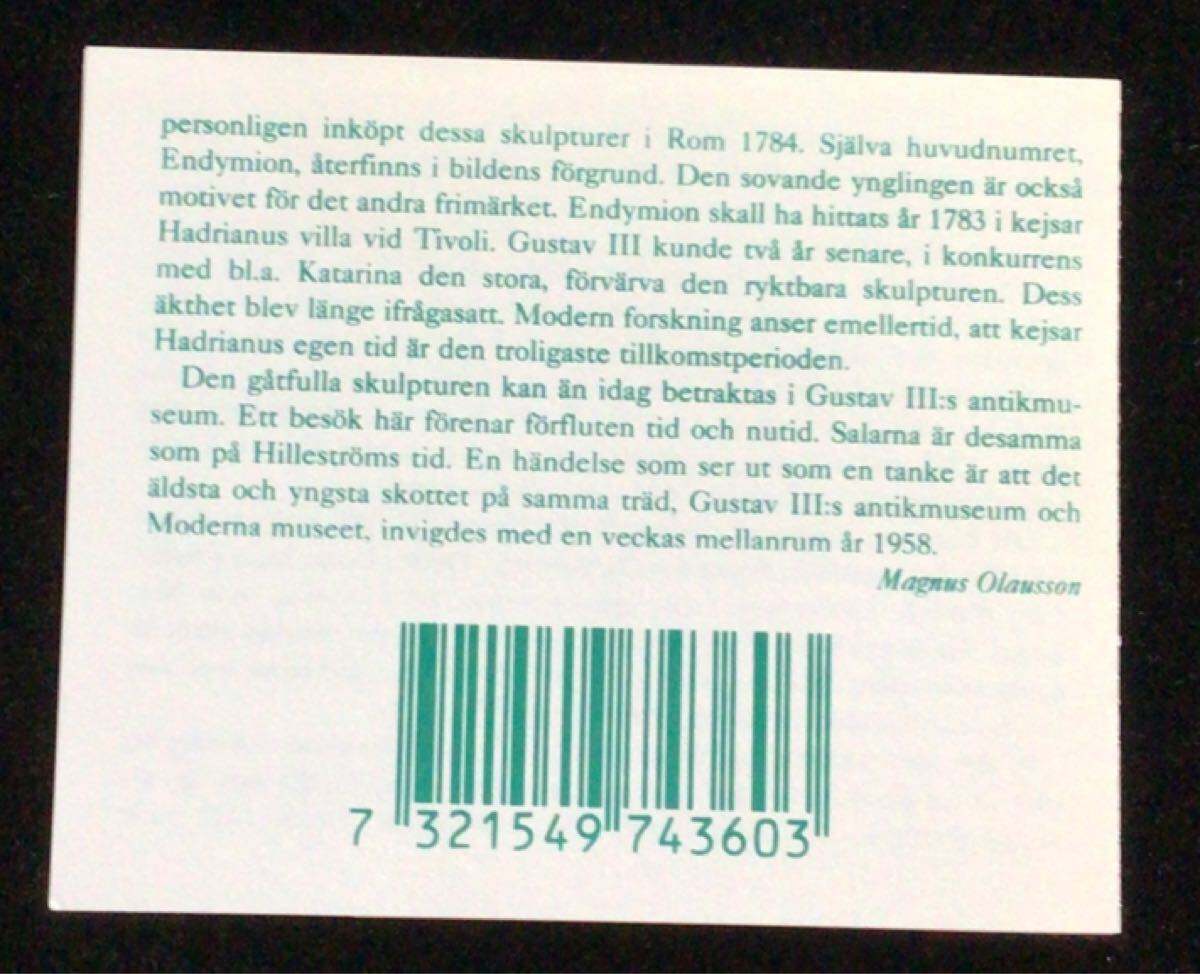 personligen inköpt dessa skulpturer i Rom 1784. Själva huvudnumret,
Endymion, återfinns i bildens förgrund. Den sovande ynglingen är också
motivet för det andra frimärket. Endymion skall ha hittats år 1783 i kejsar
Hadrianus villa vid Tivoli. Gustav III kunde två år senare, i konkurrens
med bl.a. Katarina den stora, förvärva den ryktbara skulpturen. Dess
äkthet blev länge ifrågasatt. Modern forskning anser emellertid, att kejsar
Hadrianus egen tid är den troligaste tillkomstperioden.
Den gåtfulla skulpturen kan än idag betraktas i Gustav III:s antikmu-
seum. Ett besök här förenar förfluten tid och nutid. Salarna är desamma
som på Hilleströms tid. En händelse som ser ut som en tanke är att det
äldsta och yngsta skottet på samma träd, Gustav III:s antikmuseum och
Moderna museet, invigdes med en veckas mellanrum år 1958.
Magnus Olausson
7 321549 743603